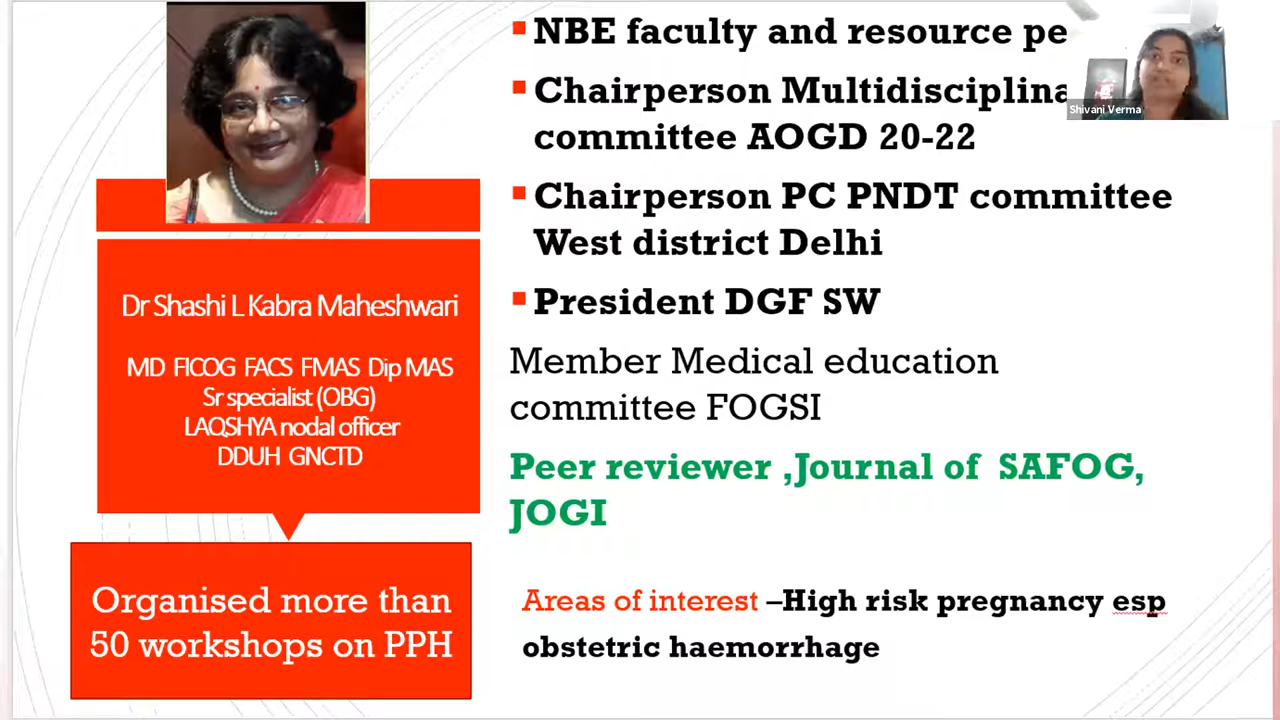 NBE faculty and resource
Chairperson
committee AOGD 20-22
Chairperson PC PNDT committee
West district Delhi
President DGF SW
Member Medical education
committee FOGSI
Peer reviewer ,Journal of SAFOG,
JOGI
Areas of interest –High risk pregnancy esp
obstetric haemorrhage
Shivani Verma
Dr Shashi L Kabra Maheshwari
MD FICOG FACS FMAS Dip MAS
Sr specialist (OBG)
LAQSHYA nodal officer
DDUH GNCTD
Organised more than
50 workshops on PPH